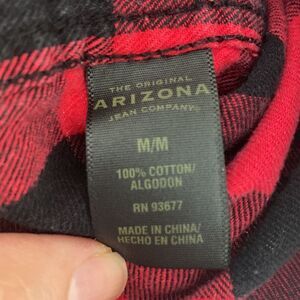 THE ORIGINAL
ARIZONA
JEAN COMPANY
M/M
100% COTTON/
ALGODON
RN 93677
MADE IN CHINA/
HECHO EN CHINA